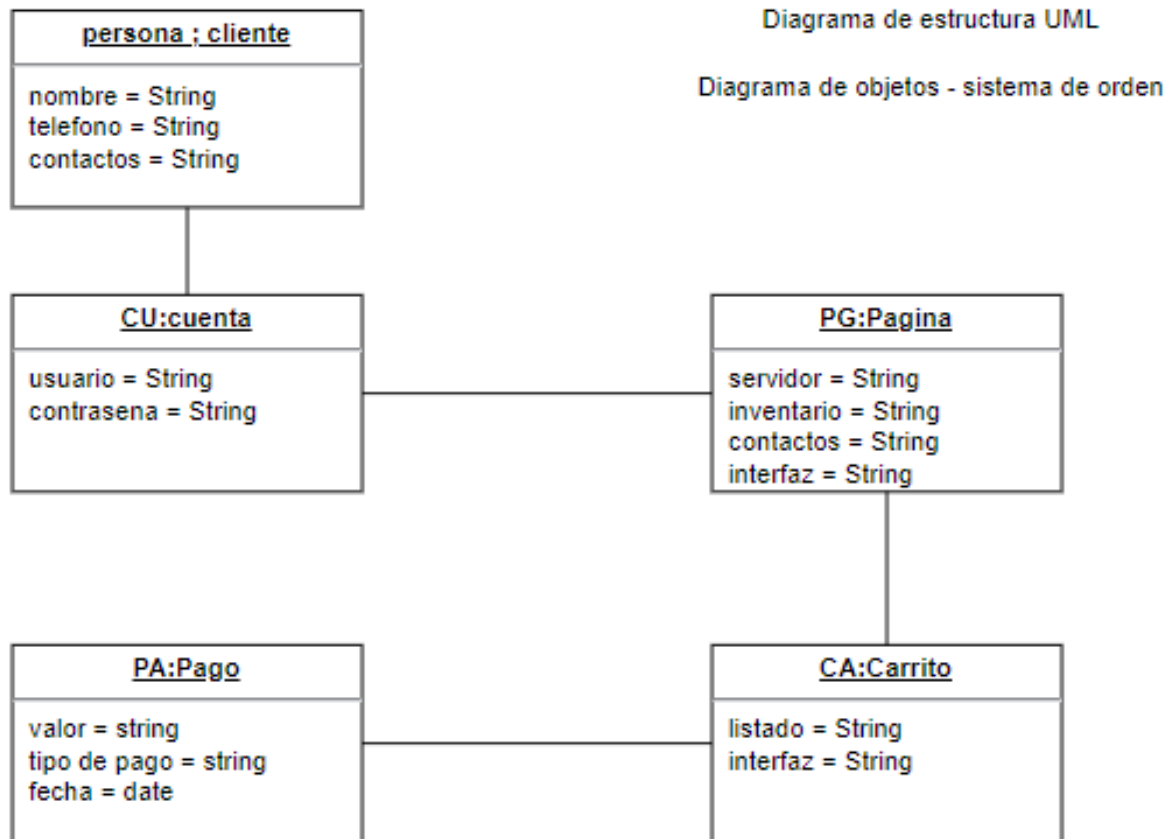 Diagrama de estructura UML
Diagrama de objetos - sistema de orden
persona ; cliente
nombre = String
telefono = String
contactos = String
CU:cuenta
usuario = String
contrasena = String
PG:Pagina
servidor = String
inventario = String
contactos = String
interfaz = String
PA:Pago
valor = string
tipo de pago = string
fecha = date
CA:Carrito
listado = String
interfaz = String